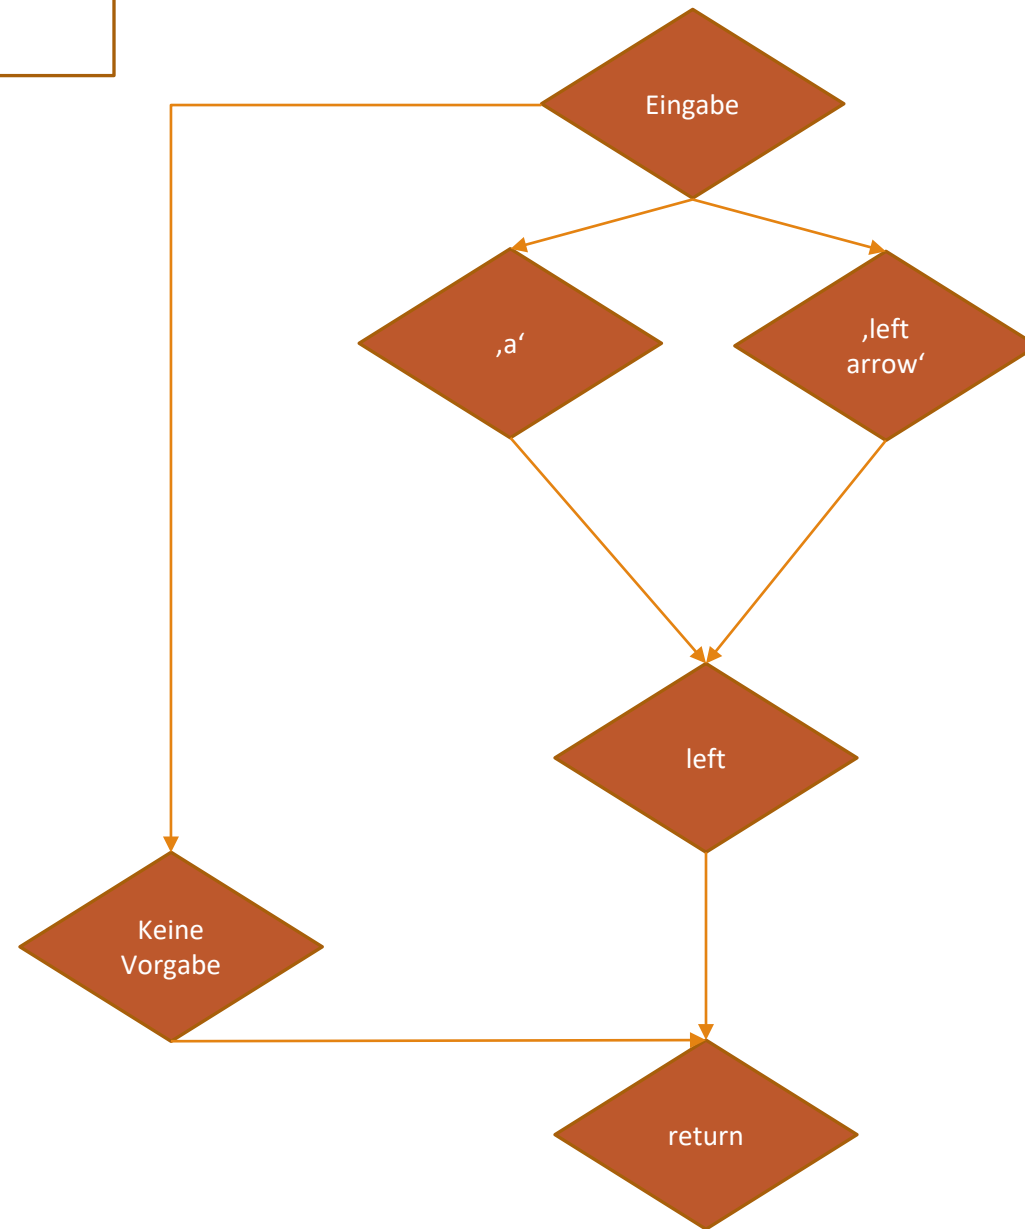 Eingabe
‚a‘
‚left
arrow‘
left
Keine
Vorgabe
return